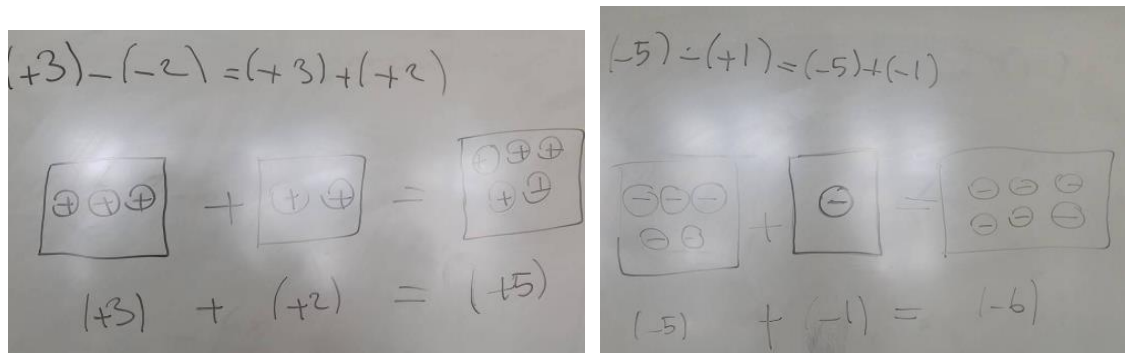 (+3) - (-2) = (+3) + (+2)
+ + + + + + = + + + + +
(+3) + (+2) = (+5)
(-5) - (+1) = (-5) + (-1)
- - - - - + - = - - - - - -
(-5) + (-1) = (-6)